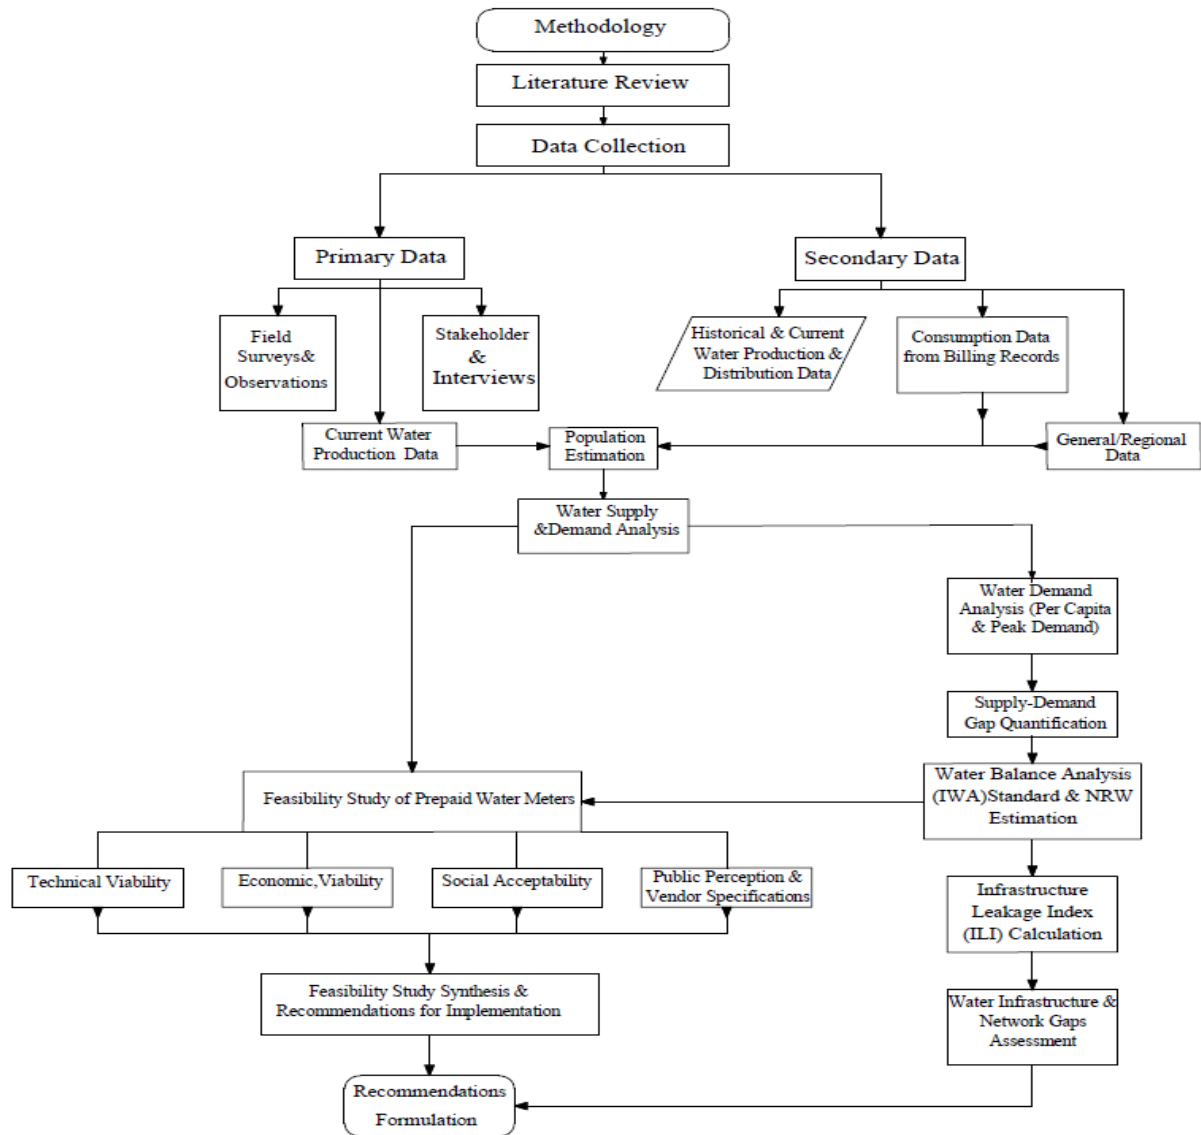 Methodology
Literature Review
Data Collection
Primary Data
Secondary Data
Field
Surveys&
Observations
Stakeholder
&
Interviews
Historical & Current
Water Production &
Distribution Data
Consumption Data
from Billing Records
Current Water
Production Data
Population
Estimation
General/Regional
Data
Water Supply
&Demand Analysis
Water Demand
Analysis (Per Capita
& Peak Demand)
Supply-Demand
Gap Quantification
Feasibility Study of Prepaid Water Meters
Water Balance Analysis
(IWA)Standard & NRW
Estimation
Technical Viability
Economic,Viability
Social Acceptability
Public Perception &
Vendor Specifications
Infrastructure
Leakage Index
(ILI) Calculation
Feasibility Study Synthesis &
Recommendations for Implementation
Water Infrastructure &
Network Gaps
Assessment
Recommendations
Formulation